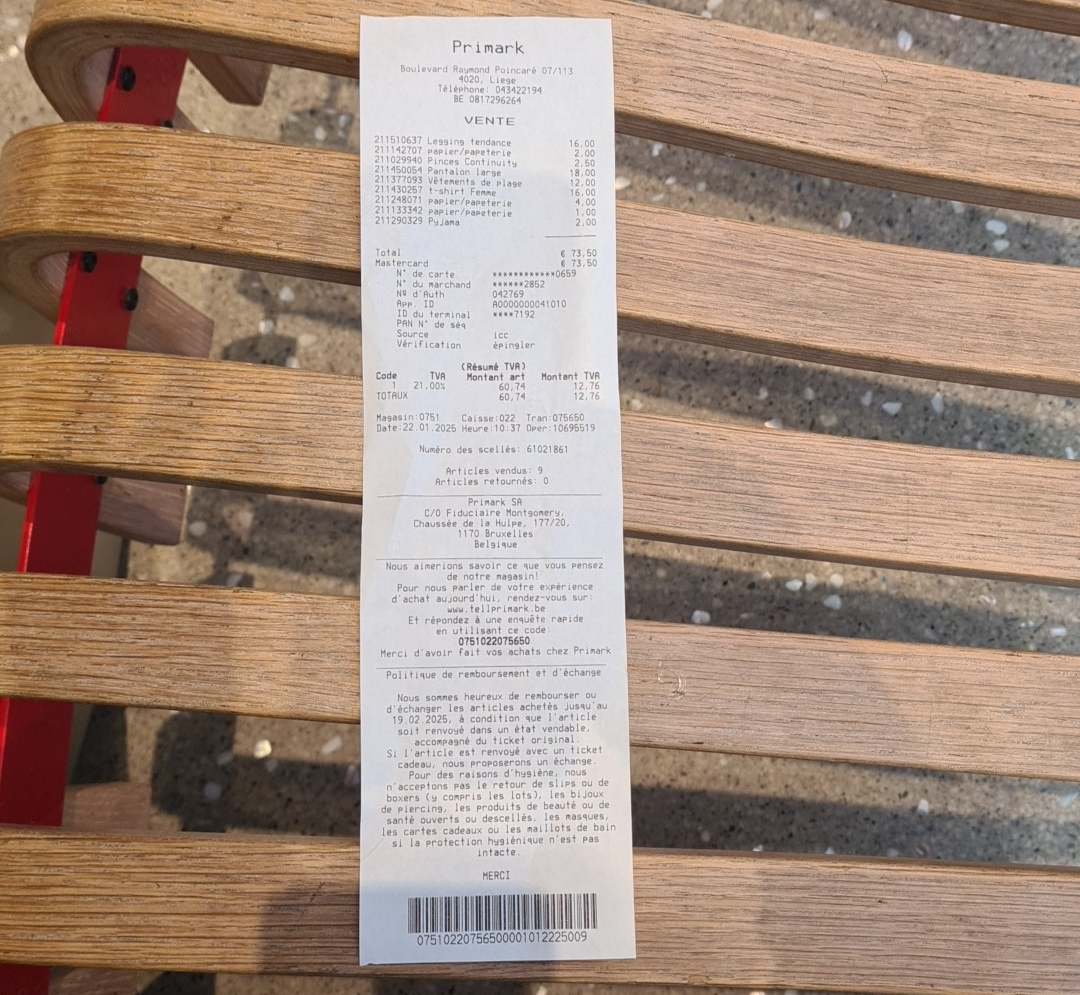 Primark
Boulevard Raymond Poincaré 07/113
4020, Liege
Téléphone: 043422194
BE 0817296264
VENTE
211510637 Legging tendance 16,00
211142707 papier/papeterie 2,00
211029940 Pinces Continuity 2,50
211450054 Pantalon large 18,00
211377093 Vêtements de plage 12,00
211430257 t-shirt Femme 16,00
211248071 papier/papeterie 4,00
211133342 papier/papeterie 1,00
211290329 Pyjama 2,00
Total € 73,50
Mastercard € 73,50
N° de carte ************0659
N° du marchand ******2852
Nº d'Auth 042769
App. ID A0000000041010
ID du terminal ****7192
PAN N° de séq
Source icc
Vérification épingler
(Résumé TVA)
Code TVA Montant art Montant TVA
1 21,00% 60,74 12,76
TOTAUX 60,74 12,76
Magasin:0751 Caisse:022 Tran:075650
Date:22.01.2025 Heure:10:37 Oper:10695519
Numéro des scellés: 61021861
Articles vendus: 9
Articles retournés: 0
Primark SA
C/O Fiduciaire Montgomery,
Chaussée de la Hulpe, 177/20,
1170 Bruxelles
Belgique
Nous aimerions savoir ce que vous pensez
de notre magasin!
Pour nous parler de votre expérience
d'achat aujourd'hui, rendez-vous sur:
www.tellprimark.be
Et répondez à une enquête rapide
en utilisant ce code:
0751022075650
Merci d'avoir fait vos achats chez Primark
Politique de remboursement et d'échange
Nous sommes heureux de rembourser ou
d'échanger les articles achetés jusqu'au
19.02.2025, à condition que l'article
soit renvoyé dans un état vendable,
accompagné du ticket original.
Si l'article est renvoyé avec un ticket
cadeau, nous proposerons un échange.
Pour des raisons d'hygiène, nous
n'acceptons pas le retour de slips ou de
boxers (y compris les lots), les bijoux
de piercing, les produits de beauté ou de
santé ouverts ou descellés, les masques,
les cartes cadeaux ou les maillots de bain
si la protection hygiénique n'est pas
intacte.
MERCI
07510220756500001012225009